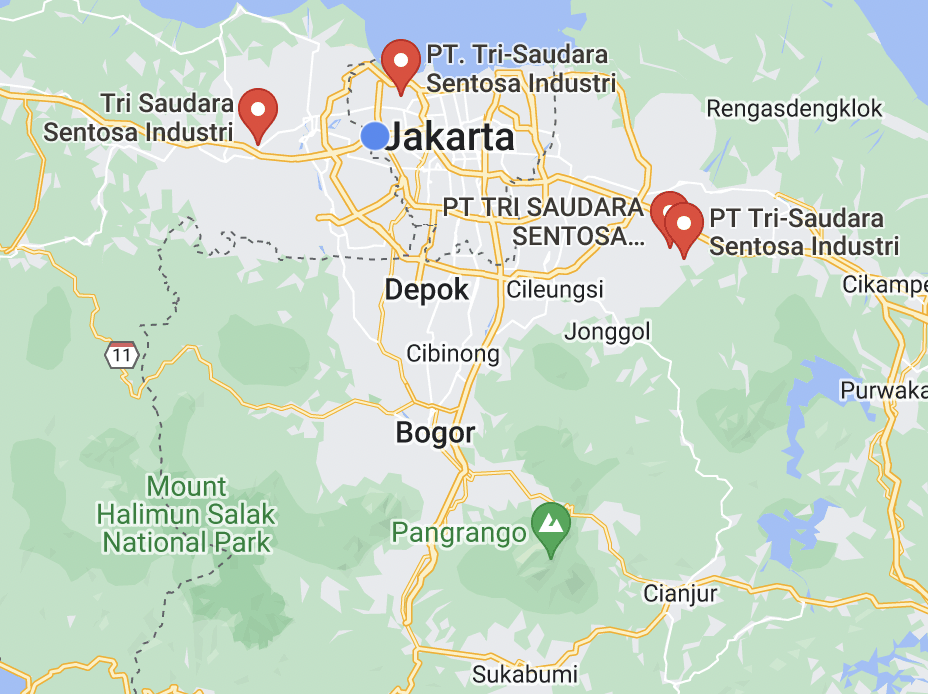 PT. Tri-Saudara
Sentosa Industri
Tri Saudara
Sentosa Industri
Rengasdengklok
Jakarta
PT TRI SAUDARA
SENTOSA...
PT Tri-Saudara
Sentosa Industri
Depok
Cileungsi
Cikampe
Jonggol
11
Cibinong
Purwaka
Bogor
Mount
Halimun Salak
National Park
Pangrango
Cianjur
Sukabumi